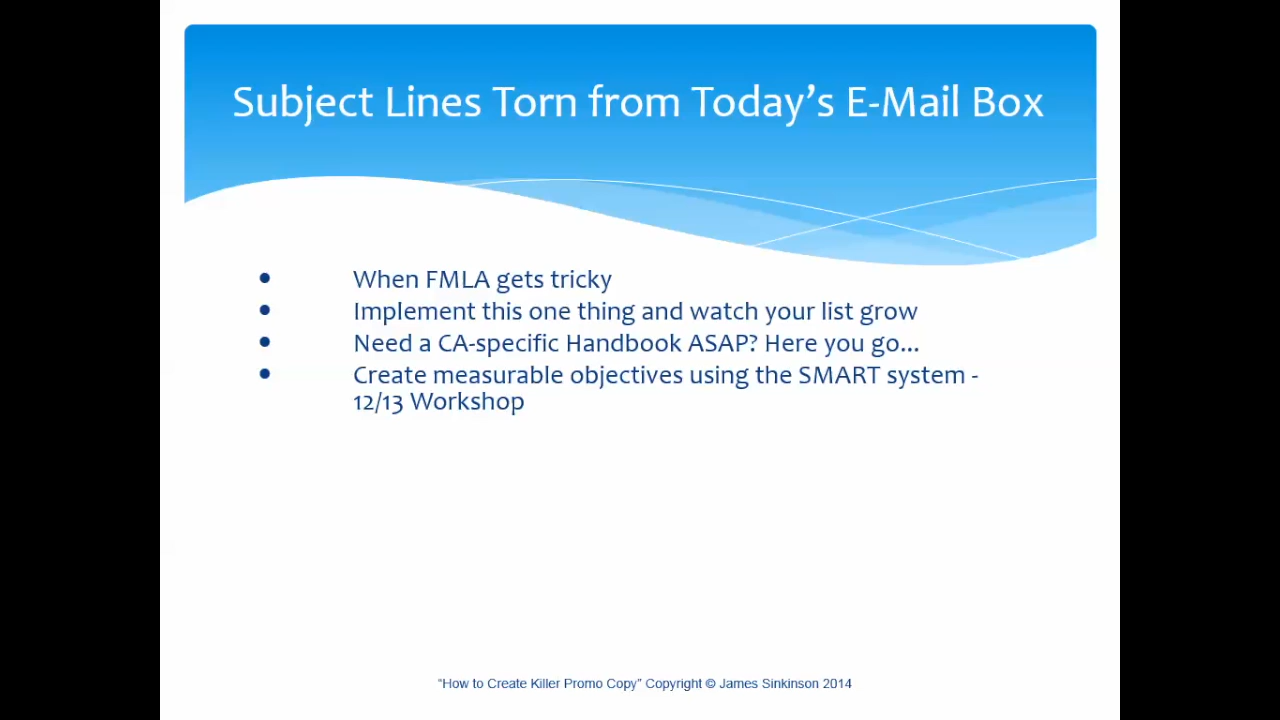 Subject Lines Torn from Today’s E-Mail Box
• When FMLA gets tricky
• Implement this one thing and watch your list grow
• Need a CA-specific Handbook ASAP? Here you go...
• Create measurable objectives using the SMART system -
12/13 Workshop
“How to Create Killer Promo Copy” Copyright © James Sinkinson 2014